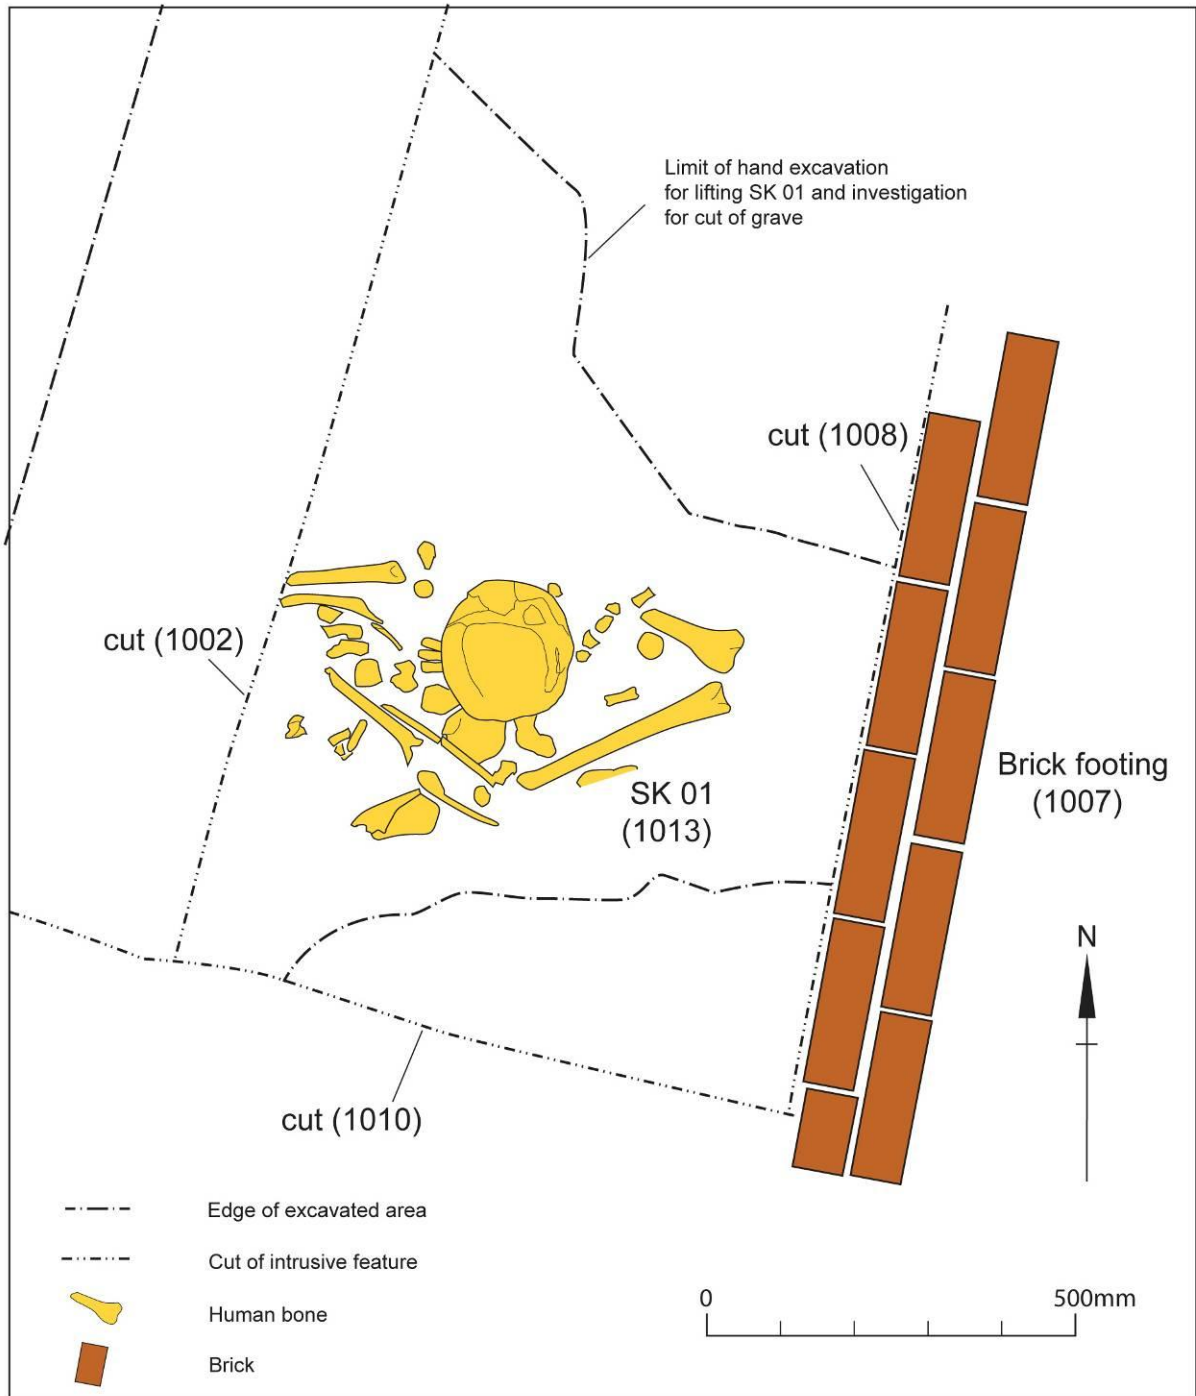 Limit of hand excavation
for lifting SK 01 and investigation
for cut of grave
cut (1008)
cut (1002)
Brick footing
(1007)
SK 01
(1013)
N
cut (1010)
Edge of excavated area
Cut of intrusive feature
Human bone
Brick
0
500mm